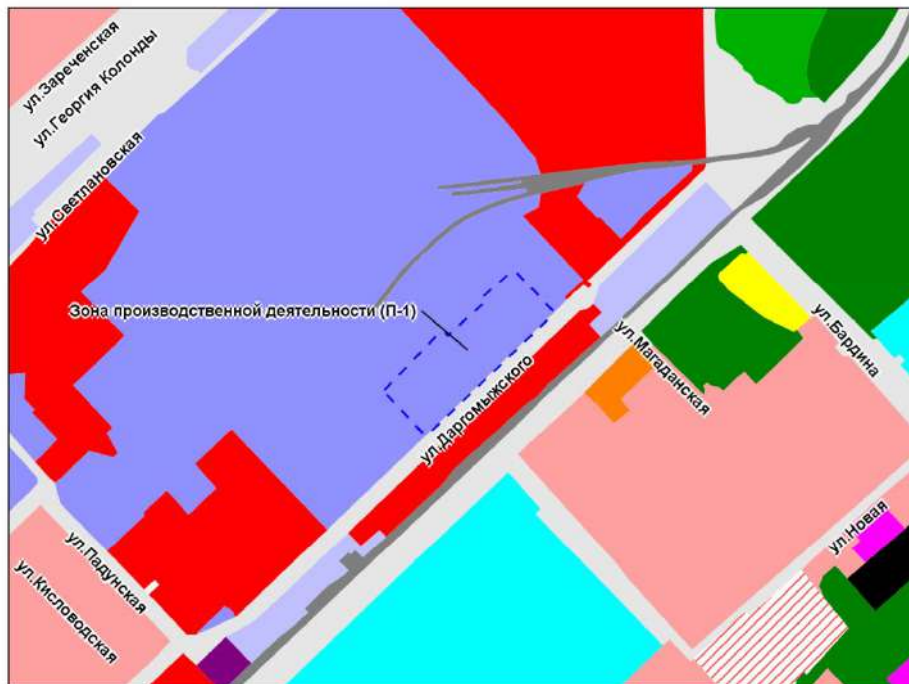 ул.Зареченская
ул.Георгия Колонды
ул.Светлановская
Зона производственной деятельности (П-1)
ул.Бардина
ул.Магаданская
ул.Даргомыжского
ул.Новая
ул.Падунская
ул.Кисловодская